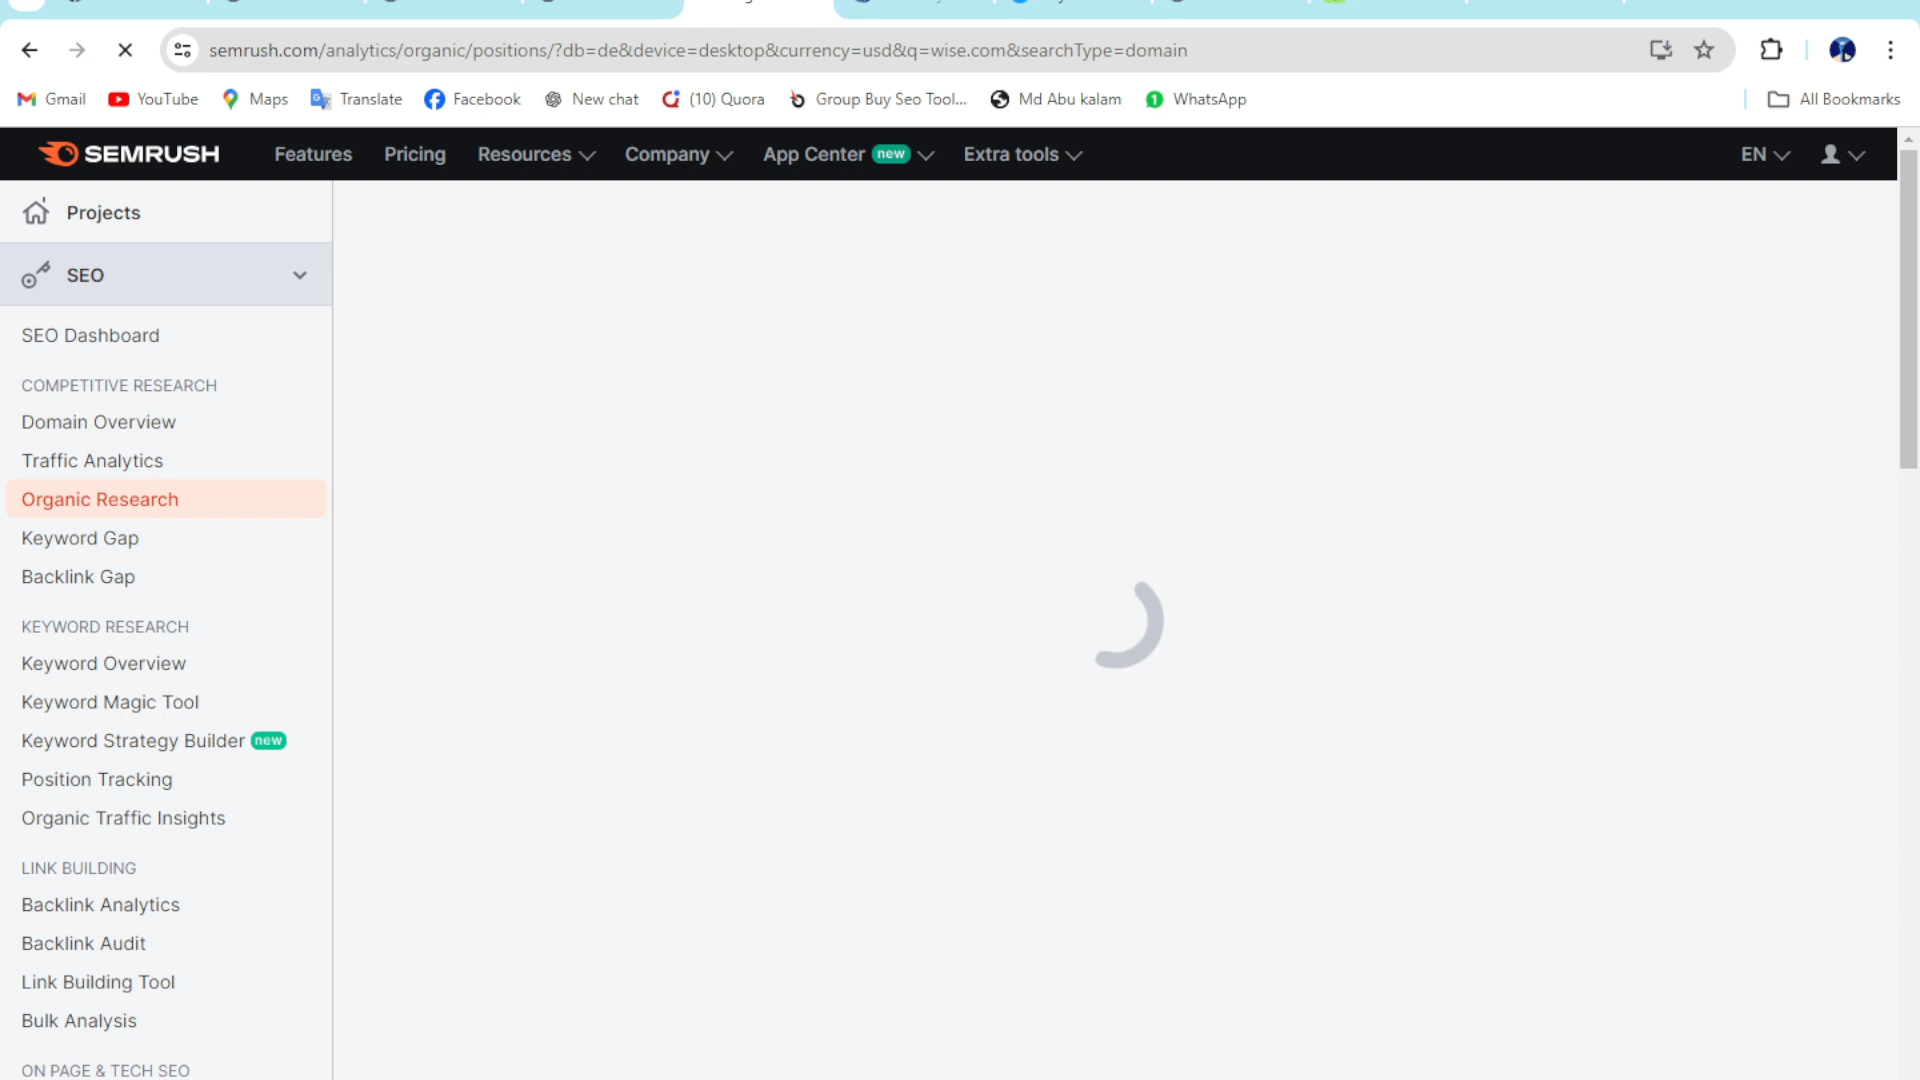 semrush.com/analytics/organic/positions/?db=de&device=desktop&currency=usd&q=wise.com&searchType=domain
Gmail YouTube Maps Translate Facebook New chat (10) Quora Group Buy Seo Tool... Md Abu kalam WhatsApp All Bookmarks
SEMRUSH Features Pricing Resources Company App Center new Extra tools EN
Projects
SEO
SEO Dashboard
COMPETITIVE RESEARCH
Domain Overview
Traffic Analytics
Organic Research
Keyword Gap
Backlink Gap
KEYWORD RESEARCH
Keyword Overview
Keyword Magic Tool
Keyword Strategy Builder new
Position Tracking
Organic Traffic Insights
LINK BUILDING
Backlink Analytics
Backlink Audit
Link Building Tool
Bulk Analysis
ON PAGE & TECH SEO